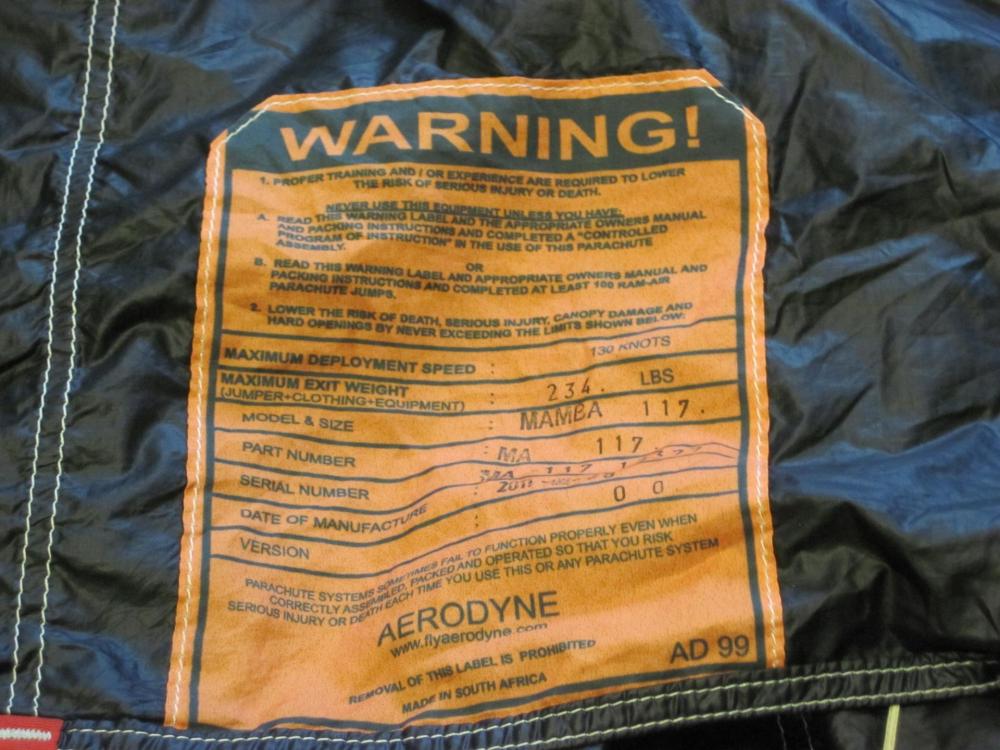 WARNING!
1. PROPER TRAINING AND / OR EXPERIENCE ARE REQUIRED TO LOWER
THE RISK OF SERIOUS INJURY OR DEATH.
NEVER USE THIS EQUIPMENT UNLESS YOU HAVE:
A. READ THIS WARNING LABEL AND THE APPROPRIATE OWNERS MANUAL
AND PACKING INSTRUCTIONS AND COMPLETED A "CONTROLLED
PROGRAM OF INSTRUCTION" IN THE USE OF THIS PARACHUTE
ASSEMBLY.
OR
B. READ THIS WARNING LABEL AND APPROPRIATE OWNERS MANUAL AND
PACKING INSTRUCTIONS AND COMPLETED AT LEAST 100 RAM-AIR
PARACHUTE JUMPS.
2. LOWER THE RISK OF DEATH, SERIOUS INJURY, CANOPY DAMAGE AND
HARD OPENINGS BY NEVER EXCEEDING THE LIMITS SHOWN BELOW:
MAXIMUM DEPLOYMENT SPEED : 130 KNOTS
MAXIMUM EXIT WEIGHT : 234. LBS
(JUMPER+CLOTHING+EQUIPMENT)
MODEL & SIZE : MAMBA 117.
PART NUMBER : MA 117
SERIAL NUMBER : 117
DATE OF MANUFACTURE :
VERSION : 0 0
PARACHUTE SYSTEMS SOMETIMES FAIL TO FUNCTION PROPERLY EVEN WHEN
CORRECTLY ASSEMBLED, PACKED AND OPERATED SO THAT YOU RISK
SERIOUS INJURY OR DEATH EACH TIME YOU USE THIS OR ANY PARACHUTE SYSTEM
AERODYNE
www.flyaerodyne.com
REMOVAL OF THIS LABEL IS PROHIBITED
AD 99
MADE IN SOUTH AFRICA